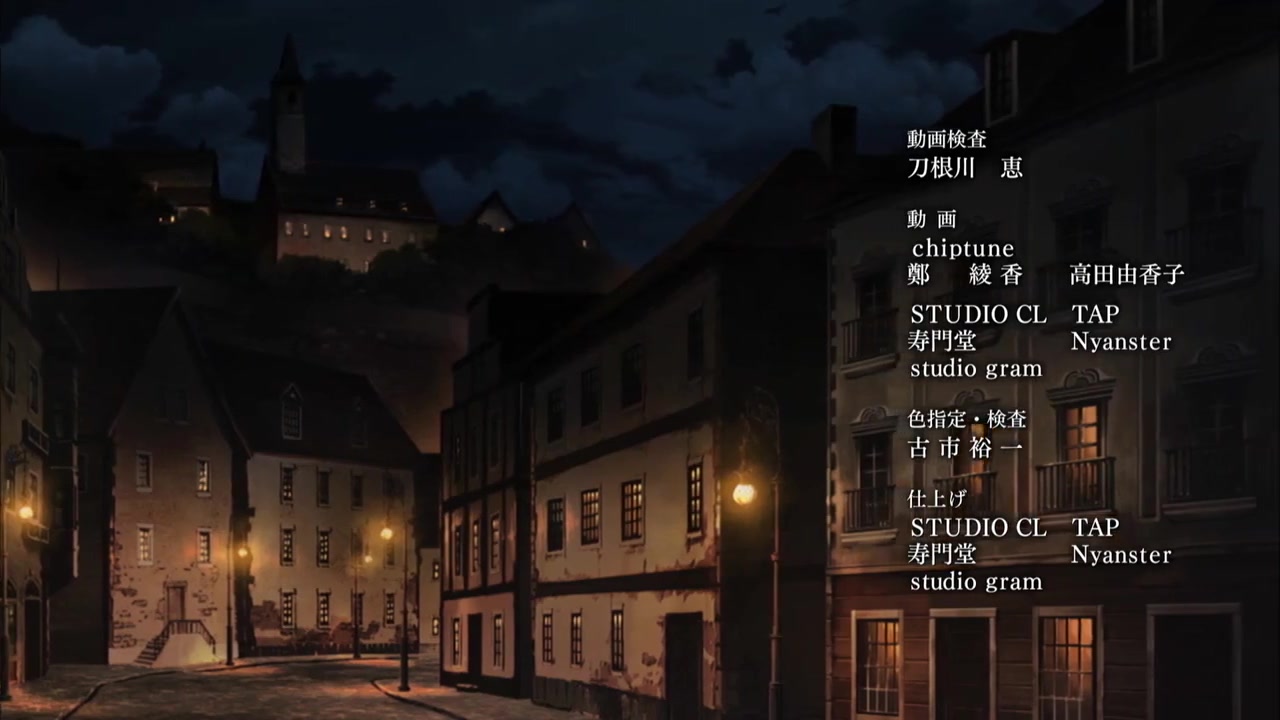 動画検査
刀根川　恵
動 画
chiptune
鄭　綾 香　高田由香子
STUDIO CL　TAP
寿門堂　Nyanster
studio gram
色指定・検査
古 市 裕 一
仕上げ
STUDIO CL　TAP
寿門堂　Nyanster
studio gram